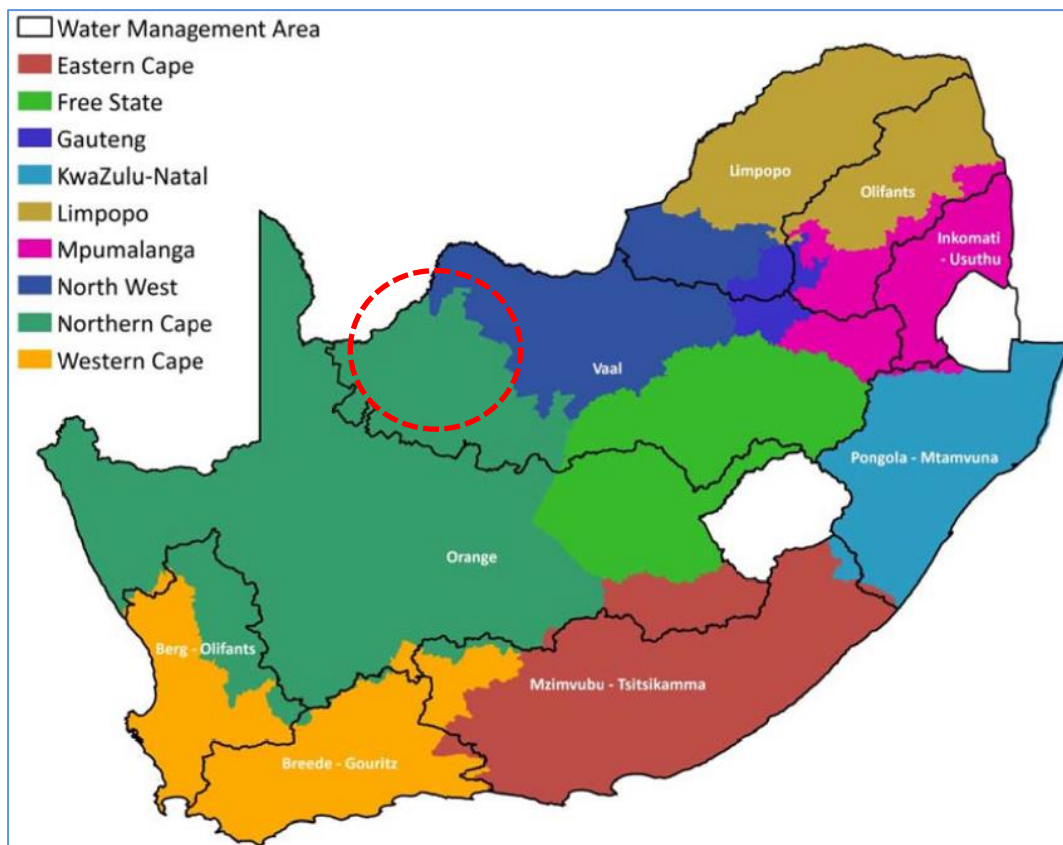 Water Management Area
Eastern Cape
Free State
Gauteng
KwaZulu-Natal
Limpopo
Mpumalanga
North West
Northern Cape
Western Cape
Limpopo
Olifants
Inkomati
- Usuthu
Vaal
Pongola - Mtamvuna
Orange
Berg - Olifants
Mzimvubu - Tsitsikamma
Breede - Gouritz